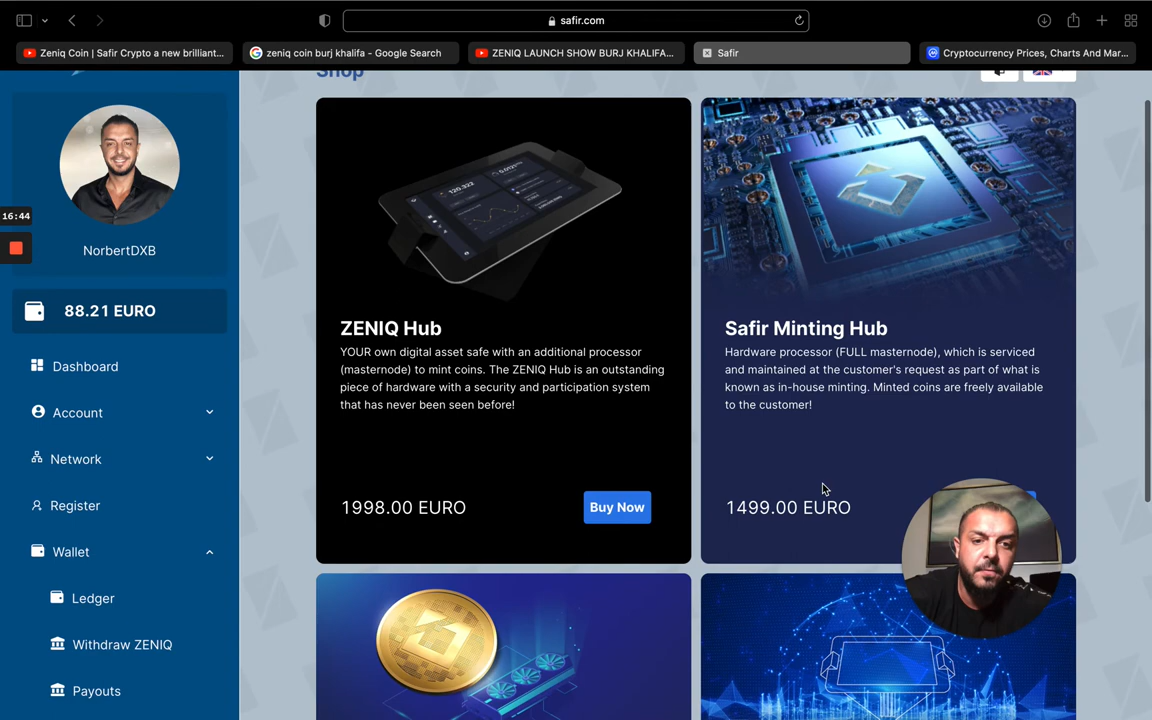 safir.com
Zeniq Coin | Safir Crypto a new brilliant...
zeniq coin burj khalifa - Google Search
ZENIQ LAUNCH SHOW BURJ KHALIFA...
Safir
Cryptocurrency Prices, Charts And Mar...
Shop
16:44
NorbertDXB
88.21 EURO
Dashboard
Account
Network
Register
Wallet
Ledger
Withdraw ZENIQ
Payouts
120,322
ZENIQ Hub
YOUR own digital asset safe with an additional processor
(masternode) to mint coins. The ZENIQ Hub is an outstanding
piece of hardware with a security and participation system
that has never been seen before!
1998.00 EURO
Buy Now
Safir Minting Hub
Hardware processor (FULL masternode), which is serviced
and maintained at the customer's request as part of what is
known as in-house minting. Minted coins are freely available
to the customer!
1499.00 EURO